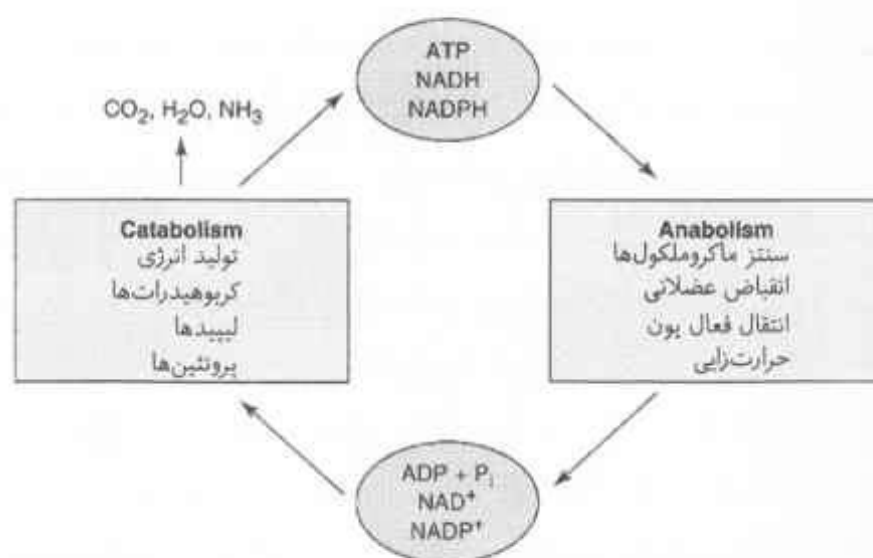 ATP
NADH
NADPH
CO₂, H₂O, NH₃
Catabolism
تولید انرژی
کربوهیدرات‌ها
لیپیدها
پروتئین‌ها
Anabolism
سنتز ماکروملکول‌ها
انقباض عضلانی
انتقال فعال یون
حرارت‌زایی
ADP + Pᵢ
NAD⁺
NADP⁺